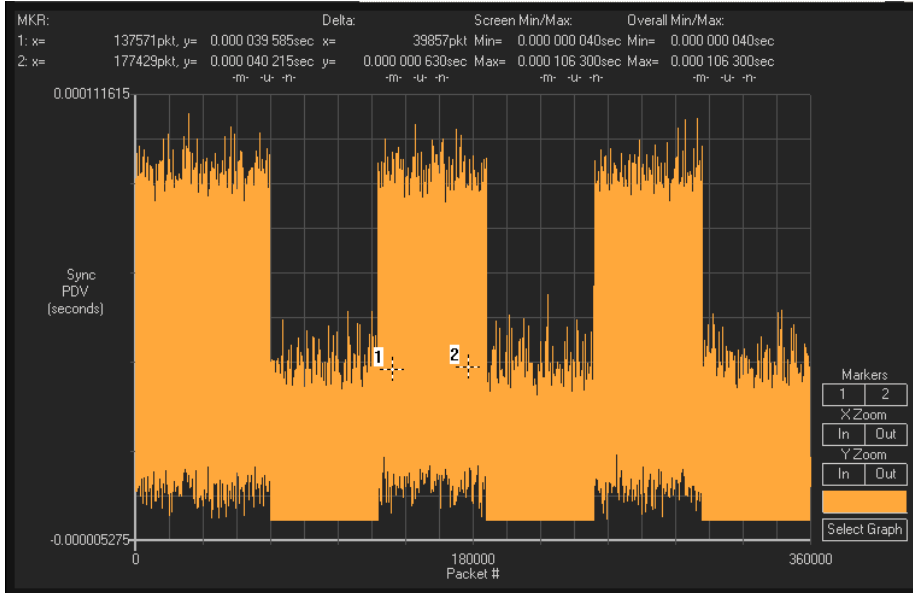 MKR: Delta: Screen Min/Max: Overall Min/Max:
1: x= 137571pkt, y= 0.000 039 585sec x= 39857pkt Min= 0.000 000 040sec Min= 0.000 000 040sec
2: x= 177429pkt, y= 0.000 040 215sec y= 0.000 000 630sec Max= 0.000 106 300sec Max= 0.000 106 300sec
-m- -u- -n- -m- -u- -n- -m- -u- -n- -m- -u- -n-
0.000111615
Sync
PDV
(seconds)
1
2
Markers
1 2
X Zoom
In Out
Y Zoom
In Out
Select Graph
-0.000005275
0 180000 360000
Packet #